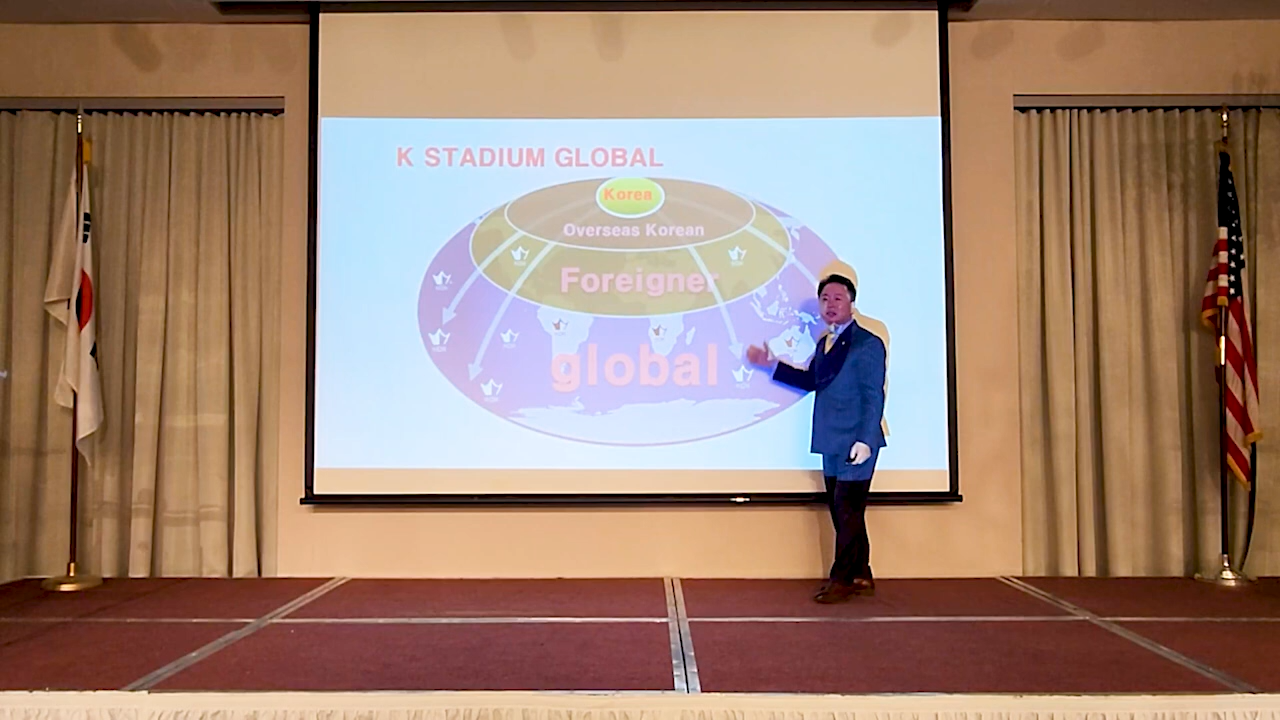 K STADIUM GLOBAL
Korea
Overseas Korean
Foreigner
global